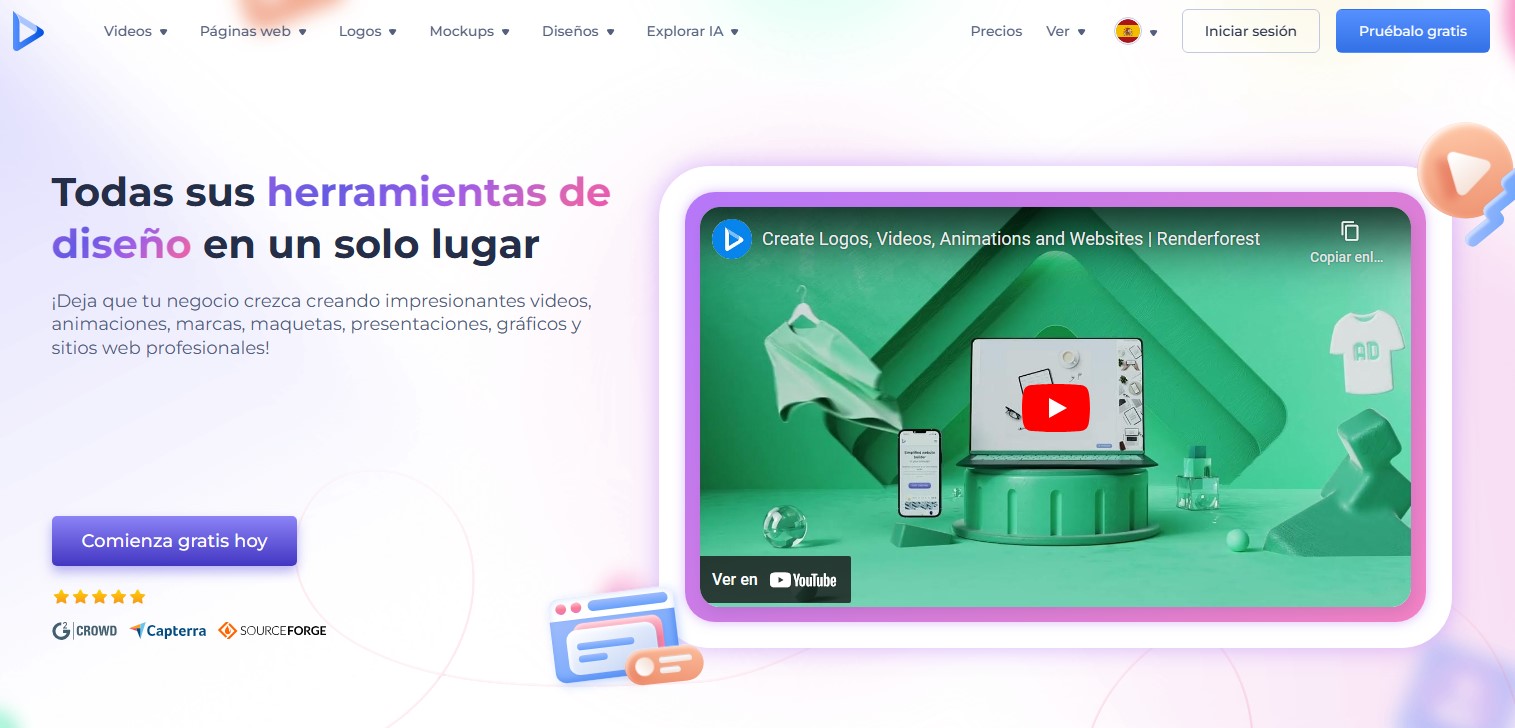 Videos
Páginas web
Logos
Mockups
Diseños
Explorar IA
Precios
Ver
Iniciar sesión
Pruébalo gratis
Todas sus herramientas de
diseño en un solo lugar
¡Deja que tu negocio crezca creando impresionantes videos,
animaciones, marcas, maquetas, presentaciones, gráficos y
sitios web profesionales!
Comienza gratis hoy
G2 CROWD
Capterra
SOURCEFORGE
Create Logos, Videos, Animations and Websites | Renderforest
Copiar enl...
AD
Ver en YouTube